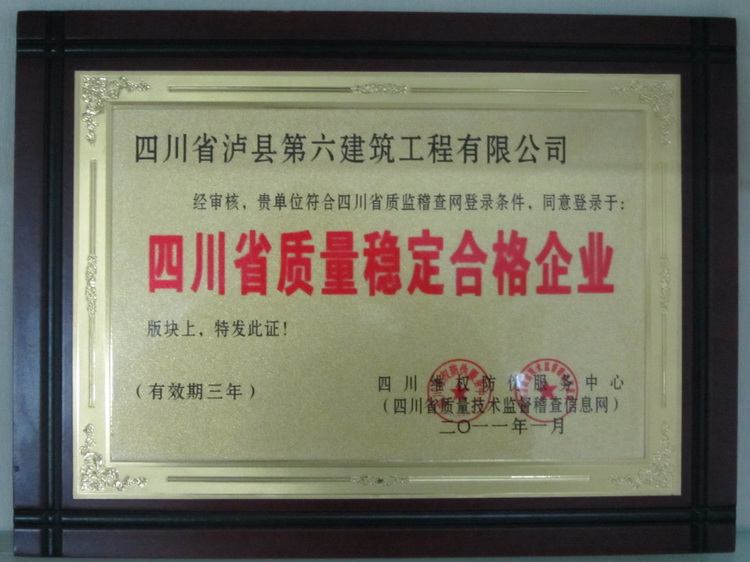 四川省泸县第六建筑工程有限公司
经审核，贵单位符合四川省质监稽查网登录条件，同意登录于：
四川省质量稳定合格企业
版块上，特发此证！
（有效期三年）
四川维权防伪服务中心
（四川省质量技术监督稽查信息网）
二〇一一年一月